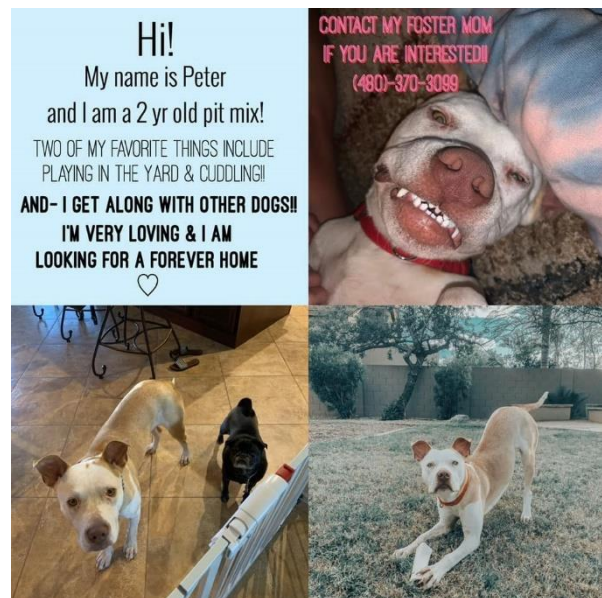 Hi!
My name is Peter
and I am a 2 yr old pit mix!
TWO OF MY FAVORITE THINGS INCLUDE
PLAYING IN THE YARD & CUDDLING!!
AND- I GET ALONG WITH OTHER DOGS!!
I'M VERY LOVING & I AM
LOOKING FOR A FOREVER HOME
CONTACT MY FOSTER MOM
IF YOU ARE INTERESTED!!
(480)-370-3099